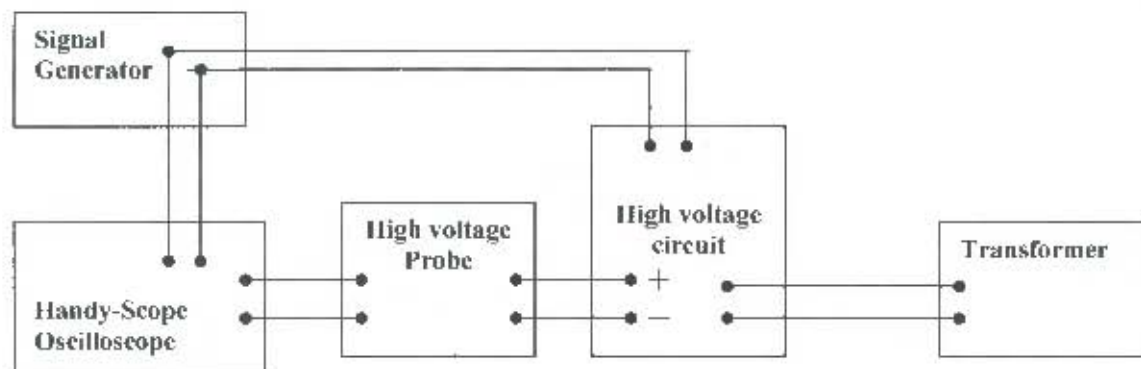 Signal
Generator
High voltage
Probe
High voltage
circuit
+
—
Transformer
Handy-Scope
Oscilloscope